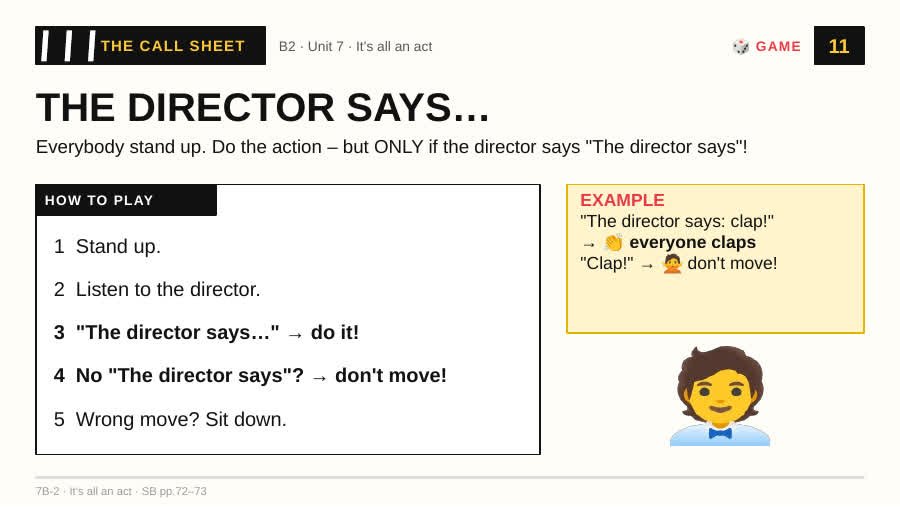 THE CALL SHEET
B2 · Unit 7 · It's all an act
🎲 GAME
11
THE DIRECTOR SAYS…
Everybody stand up. Do the action – but ONLY if the director says "The director says"!
HOW TO PLAY
1 Stand up.
2 Listen to the director.
3 "The director says…" → do it!
4 No "The director says"? → don't move!
5 Wrong move? Sit down.
EXAMPLE
"The director says: clap!"
→ 👏 everyone claps
"Clap!" → 🙅 don't move!
7B-2 · It's all an act · SB pp.72–73